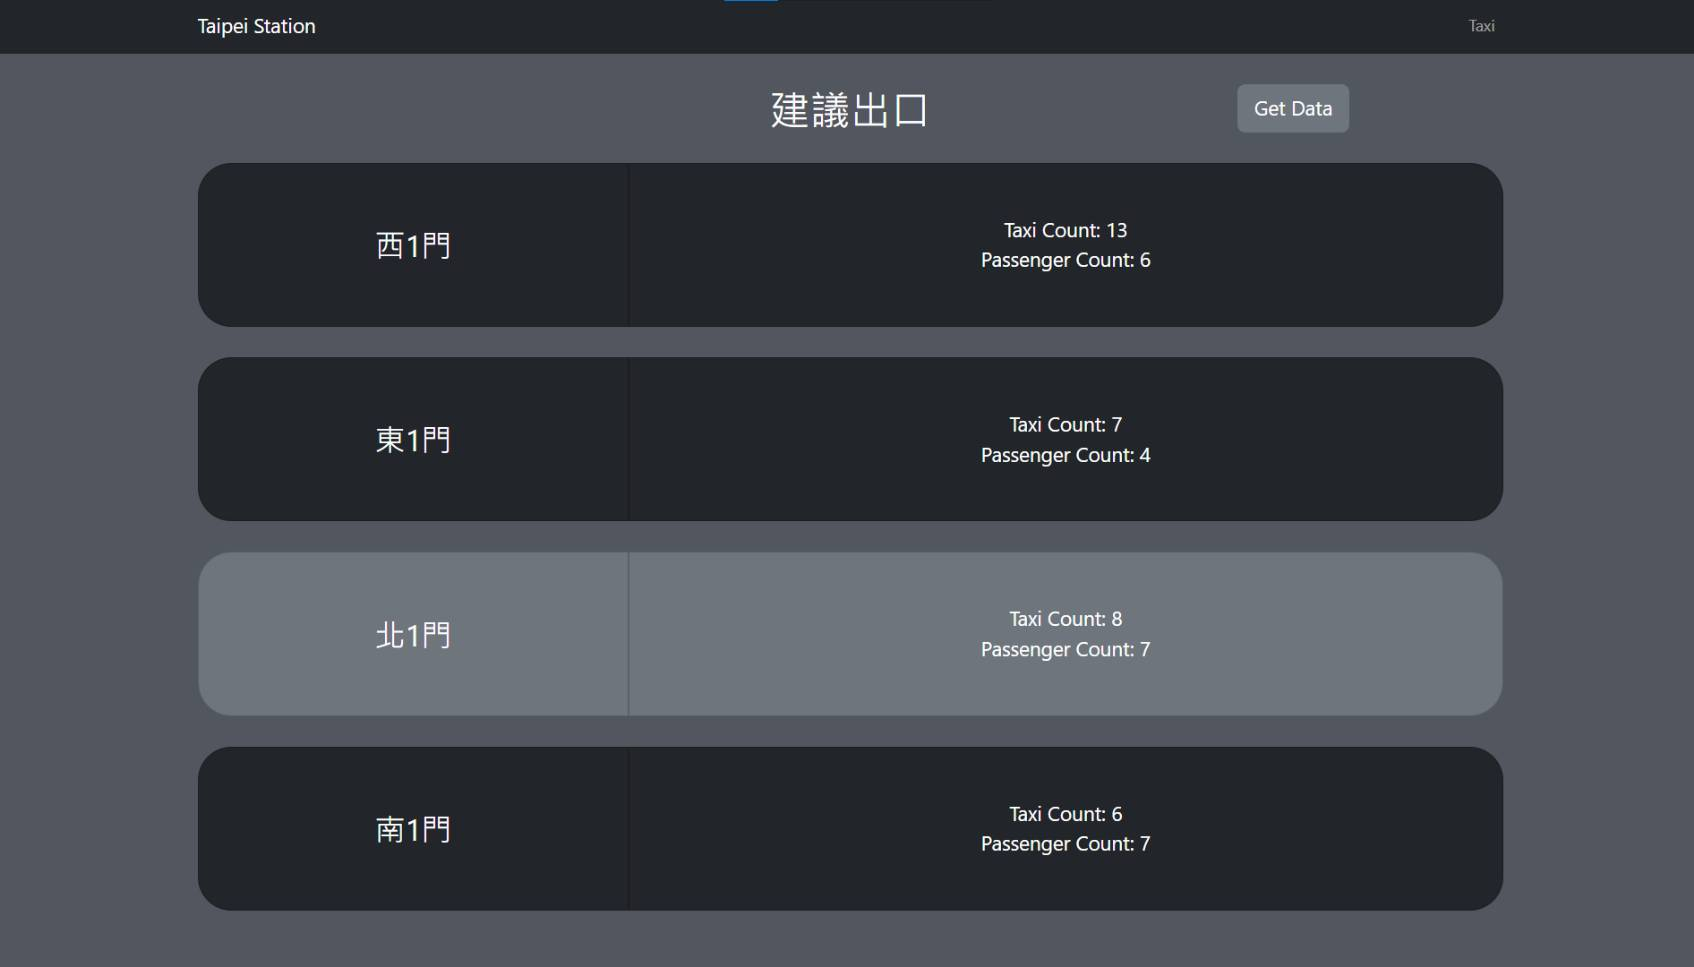 Taipei Station
Taxi
建議出口
Get Data
西1門
Taxi Count: 13
Passenger Count: 6
東1門
Taxi Count: 7
Passenger Count: 4
北1門
Taxi Count: 8
Passenger Count: 7
南1門
Taxi Count: 6
Passenger Count: 7